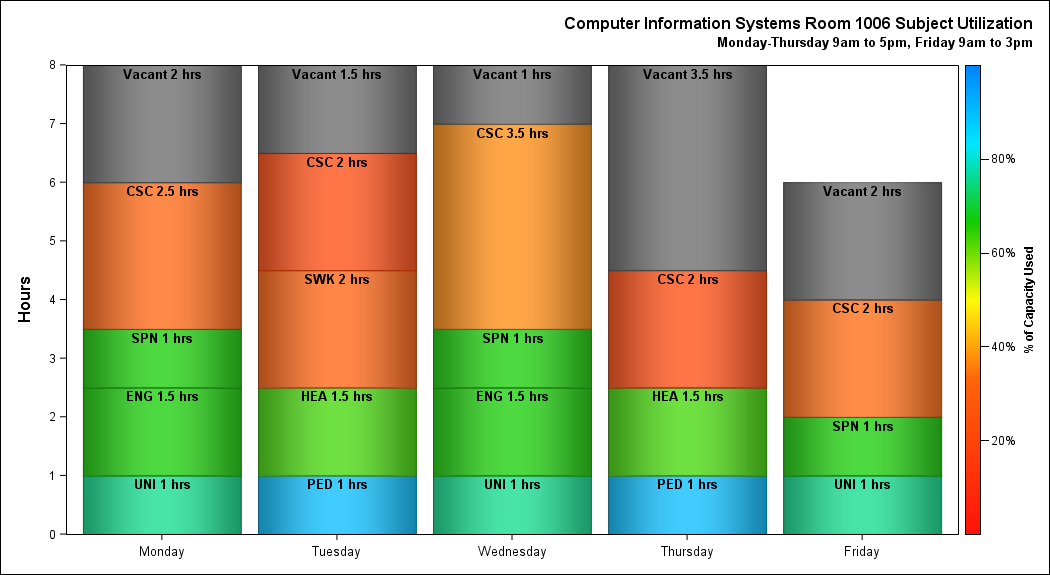 Computer Information Systems Room 1006 Subject Utilization
Monday-Thursday 9am to 5pm, Friday 9am to 3pm
Hours
8
7
6
5
4
3
2
1
0
Vacant 2 hrs
CSC 2.5 hrs
SPN 1 hrs
ENG 1.5 hrs
UNI 1 hrs
Vacant 1.5 hrs
CSC 2 hrs
SWK 2 hrs
HEA 1.5 hrs
PED 1 hrs
Vacant 1 hrs
CSC 3.5 hrs
SPN 1 hrs
ENG 1.5 hrs
UNI 1 hrs
Vacant 3.5 hrs
CSC 2 hrs
HEA 1.5 hrs
PED 1 hrs
Vacant 2 hrs
CSC 2 hrs
SPN 1 hrs
UNI 1 hrs
Monday Tuesday Wednesday Thursday Friday
80%
60%
40%
20%
% of Capacity Used